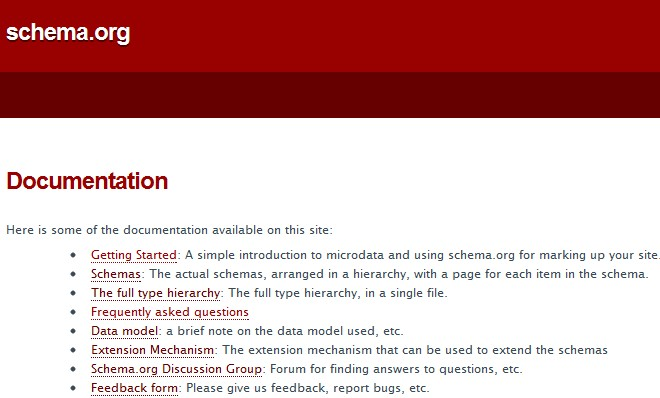 schema.org
Documentation
Here is some of the documentation available on this site:
Getting Started: A simple introduction to microdata and using schema.org for marking up your site.
Schemas: The actual schemas, arranged in a hierarchy, with a page for each item in the schema.
The full type hierarchy: The full type hierarchy, in a single file.
Frequently asked questions
Data model: a brief note on the data model used, etc.
Extension Mechanism: The extension mechanism that can be used to extend the schemas
Schema.org Discussion Group: Forum for finding answers to questions, etc.
Feedback form: Please give us feedback, report bugs, etc.